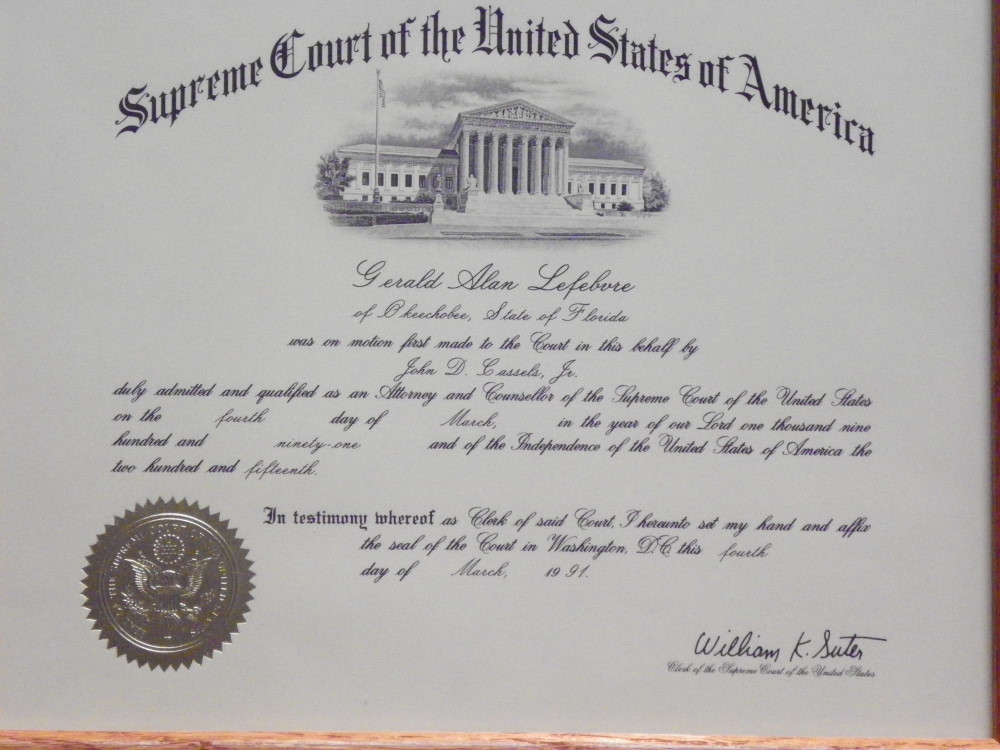 Supreme Court of the United States of America
Gerald Alan Lefebvre
of Okeechobee, State of Florida
was on motion first made to the Court in this behalf by
John D. Cassels, Jr.
duly admitted and qualified as an Attorney and Counsellor of the Supreme Court of the United States
on the fourth day of March, in the year of our Lord one thousand nine
hundred and ninety-one and of the Independence of the United States of America the
two hundred and fifteenth.
In testimony whereof as Clerk of said Court, I hereunto set my hand and affix
the seal of the Court in Washington, D.C. this fourth
day of March, 1991.
William K. Suter
Clerk of the Supreme Court of the United States